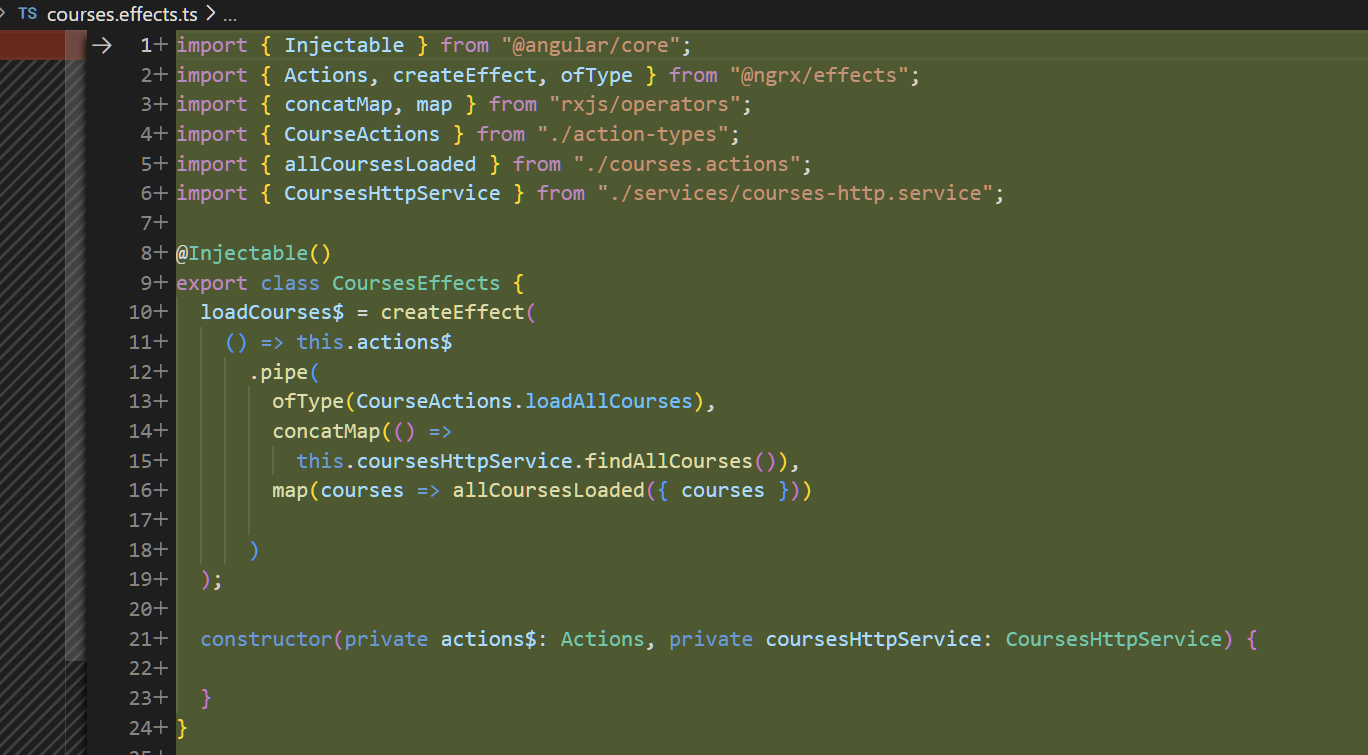 TS courses.effects.ts > ...
1+ import { Injectable } from "@angular/core";
2+ import { Actions, createEffect, ofType } from "@ngrx/effects";
3+ import { concatMap, map } from "rxjs/operators";
4+ import { CourseActions } from "./action-types";
5+ import { allCoursesLoaded } from "./courses.actions";
6+ import { CoursesHttpService } from "./services/courses-http.service";
7+
8+ @Injectable()
9+ export class CoursesEffects {
10+   loadCourses$ = createEffect(
11+     () => this.actions$
12+       .pipe(
13+         ofType(CourseActions.loadAllCourses),
14+         concatMap(() =>
15+           this.coursesHttpService.findAllCourses()),
16+         map(courses => allCoursesLoaded({ courses }))
17+
18+       )
19+   );
20+
21+   constructor(private actions$: Actions, private coursesHttpService: CoursesHttpService) {
22+
23+   }
24+ }